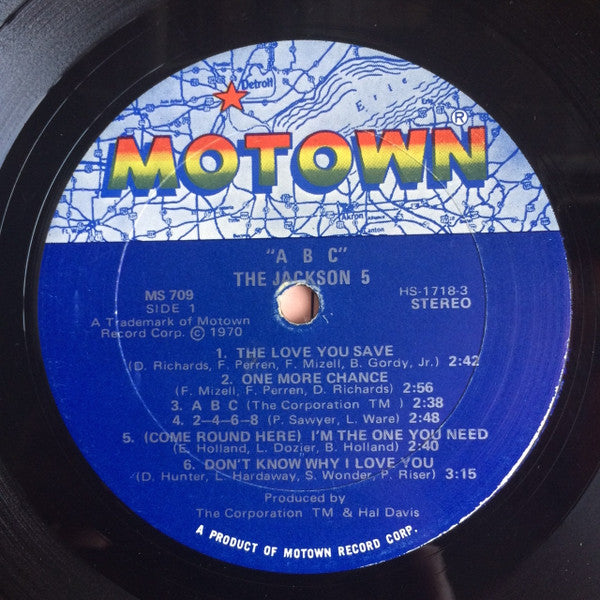 Detroit
Erie
MOTOWN®
Akron
Canton
"A B C"
THE JACKSON 5
MS 709
SIDE 1
HS-1718-3
STEREO
A Trademark of Motown
Record Corp. © 1970
1. THE LOVE YOU SAVE
(D. Richards, F. Perren, F. Mizell, B. Gordy, Jr.) 2:42
2. ONE MORE CHANCE
(F. Mizell, F. Perren, D. Richards) 2:56
3. A B C (The Corporation TM ) 2:38
4. 2-4-6-8 (P. Sawyer, L. Ware) 2:48
5. (COME ROUND HERE) I'M THE ONE YOU NEED
(E. Holland, L. Dozier, B. Holland) 2:40
6. DON'T KNOW WHY I LOVE YOU
(D. Hunter, L. Hardaway, S. Wonder, P. Riser) 3:15
Produced by
The Corporation TM & Hal Davis
A PRODUCT OF MOTOWN RECORD CORP.